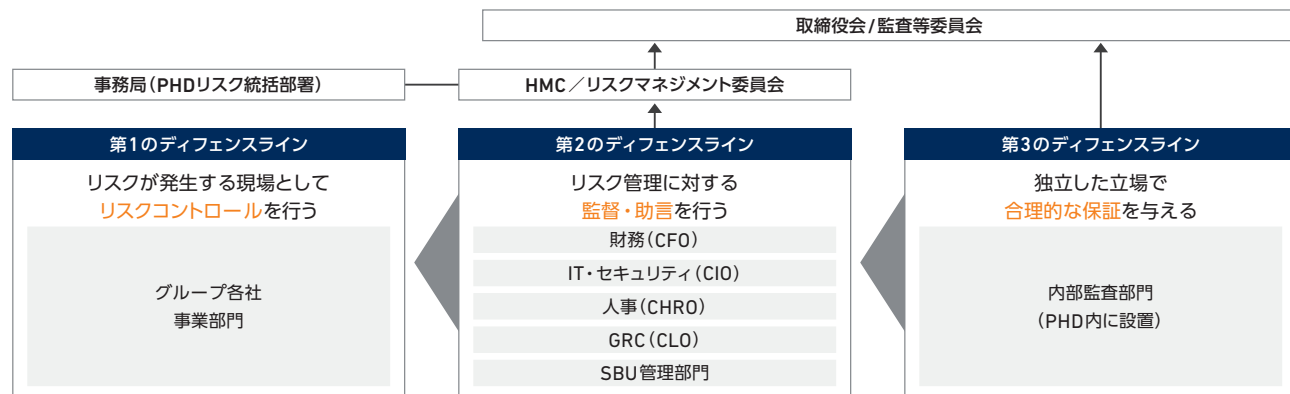 取締役会/監査等委員会
事務局(PHDリスク統括部署)
HMC/リスクマネジメント委員会
第1のディフェンスライン
リスクが発生する現場として
リスクコントロールを行う
グループ各社
事業部門
第2のディフェンスライン
リスク管理に対する
監督・助言を行う
財務(CFO)
IT・セキュリティ(CIO)
人事(CHRO)
GRC(CLO)
SBU管理部門
第3のディフェンスライン
独立した立場で
合理的な保証を与える
内部監査部門
(PHD内に設置)